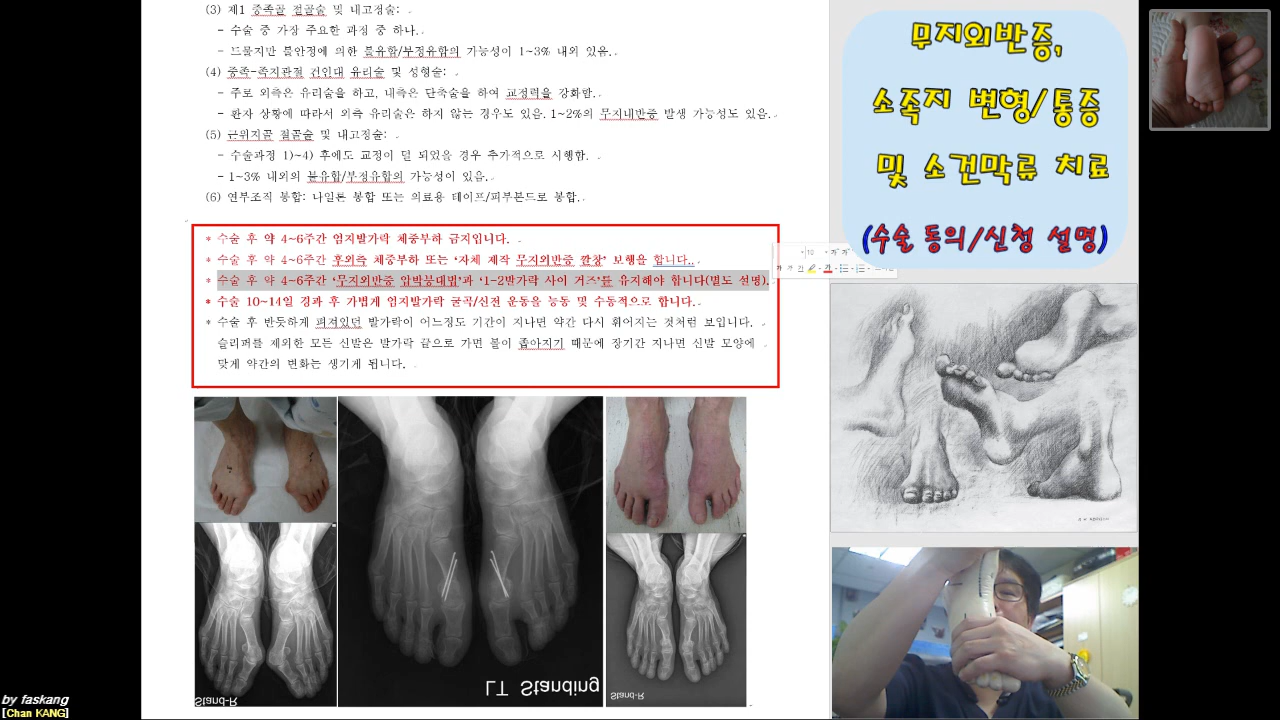 (3) 제1 중족골 절골술 및 내고정술:
- 수술 중 가장 주요한 과정 중 하나.
- 드물지만 불안정에 의한 불유합/부정유합의 가능성이 1~3% 내외 있음.
(4) 중족-족지관절 건인대 유리술 및 성형술:
- 주로 외측은 유리술을 하고, 내측은 단축술을 하여 교정력을 강화함.
- 환자 상황에 따라서 외측 유리술은 하지 않는 경우도 있음. 1~2%의 무지내반증 발생 가능성도 있음.
(5) 근위지골 절골술 및 내고정술:
- 수술과정 1)~4) 후에도 교정이 덜 되었을 경우 추가적으로 시행함.
- 1~3% 내외의 불유합/부정유합의 가능성이 있음.
(6) 연부조직 봉합: 나일론 봉합 또는 의료용 테이프/피부본드로 봉합.
* 수술 후 약 4~6주간 엄지발가락 체중부하 금지입니다.
* 수술 후 약 4~6주간 후외측 체중부하 또는 ‘자체 제작 무지외반증 깔창’ 보행을 합니다..
* 수술 후 약 4~6주간 ‘무지외반증 압박붕대법’과 ‘1-2발가락 사이 거즈’를 유지해야 합니다(별도 설명).
* 수술 10~14일 경과 후 가볍게 엄지발가락 굴곡/신전 운동을 능동 및 수동적으로 합니다.
* 수술 후 반듯하게 펴져있던 발가락이 어느정도 기간이 지나면 약간 다시 휘어지는 것처럼 보입니다.
슬리퍼를 제외한 모든 신발은 발가락 끝으로 가면 볼이 좁아지기 때문에 장기간 지나면 신발 모양에
맞게 약간의 변화는 생기게 됩니다.
Stand-R
LT Standing
Stand-R
무지외반증,
소족지 변형/통증
및 소건막류 치료
(수술 동의/신청 설명)
by faskang
[Chan KANG]